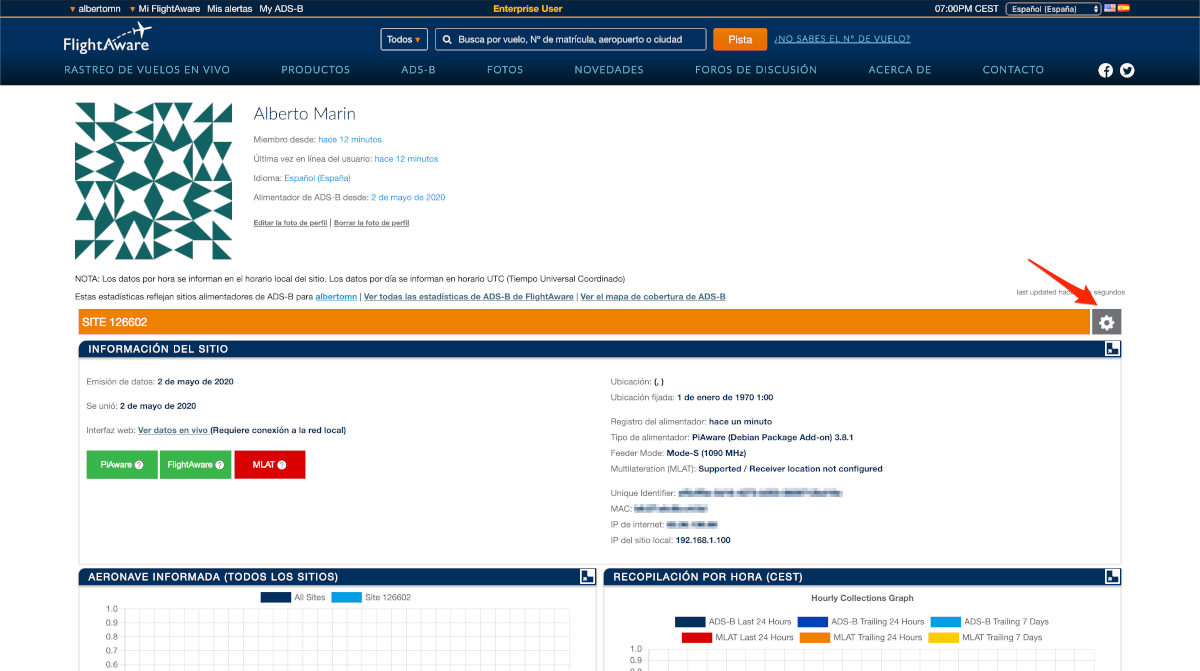 ▾ albertomn ▾ Mi FlightAware Mis alertas My ADS-B Enterprise User 07:00PM CEST Español (España)
FlightAware Todos ▾ Busca por vuelo, Nº de matrícula, aeropuerto o ciudad Pista ¿NO SABES EL Nº DE VUELO?
RASTREO DE VUELOS EN VIVO PRODUCTOS ADS-B FOTOS NOVEDADES FOROS DE DISCUSIÓN ACERCA DE CONTACTO
Alberto Marin
Miembro desde: hace 12 minutos
Última vez en línea del usuario: hace 12 minutos
Idioma: Español (España)
Alimentador de ADS-B desde: 2 de mayo de 2020
Editar la foto de perfil | Borrar la foto de perfil
NOTA: Los datos por hora se informan en el horario local del sitio. Los datos por día se informan en horario UTC (Tiempo Universal Coordinado)
Estas estadísticas reflejan sitios alimentadores de ADS-B para albertomn | Ver todas las estadísticas de ADS-B de FlightAware | Ver el mapa de cobertura de ADS-B
last updated segundos
SITE 126602
INFORMACIÓN DEL SITIO
Emisión de datos: 2 de mayo de 2020
Se unió: 2 de mayo de 2020
Interfaz web: Ver datos en vivo (Requiere conexión a la red local)
PiAware ? FlightAware ? MLAT ?
Ubicación: (, )
Ubicación fijada: 1 de enero de 1970 1:00
Registro del alimentador: hace un minuto
Tipo de alimentador: PiAware (Debian Package Add-on) 3.8.1
Feeder Mode: Mode-S (1090 MHz)
Multilateration (MLAT): Supported / Receiver location not configured
Unique Identifier:
MAC:
IP de internet:
IP del sitio local: 192.168.1.100
AERONAVE INFORMADA (TODOS LOS SITIOS)
All Sites Site 126602
1.0
0.9
0.8
0.7
0.6
RECOPILACIÓN POR HORA (CEST)
Hourly Collections Graph
ADS-B Last 24 Hours ADS-B Trailing 24 Hours ADS-B Trailing 7 Days
MLAT Last 24 Hours MLAT Trailing 24 Hours MLAT Trailing 7 Days
1.0
0.9